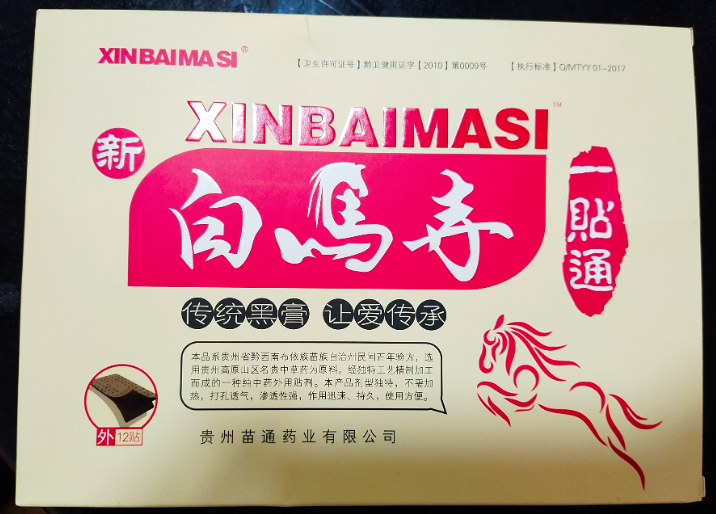 XINBAIMASI®
【卫生许可证号】黔卫健用证字【2010】第0009号 【执行标准】Q/MTYY 01-2017
XINBAIMASI™
新
白馬寺
一貼通
传统黑膏 让爱传承
本品系贵州省黔西南布依族苗族自治州民间百年验方，选
用贵州高原山区名贵中草药为原料，经独特工艺精制加工
而成的一种纯中药外用贴剂。本产品剂型独特，不需加
热，打孔透气，渗透性强，作用迅速、持久，使用方便。
外 12贴
贵州苗通药业有限公司